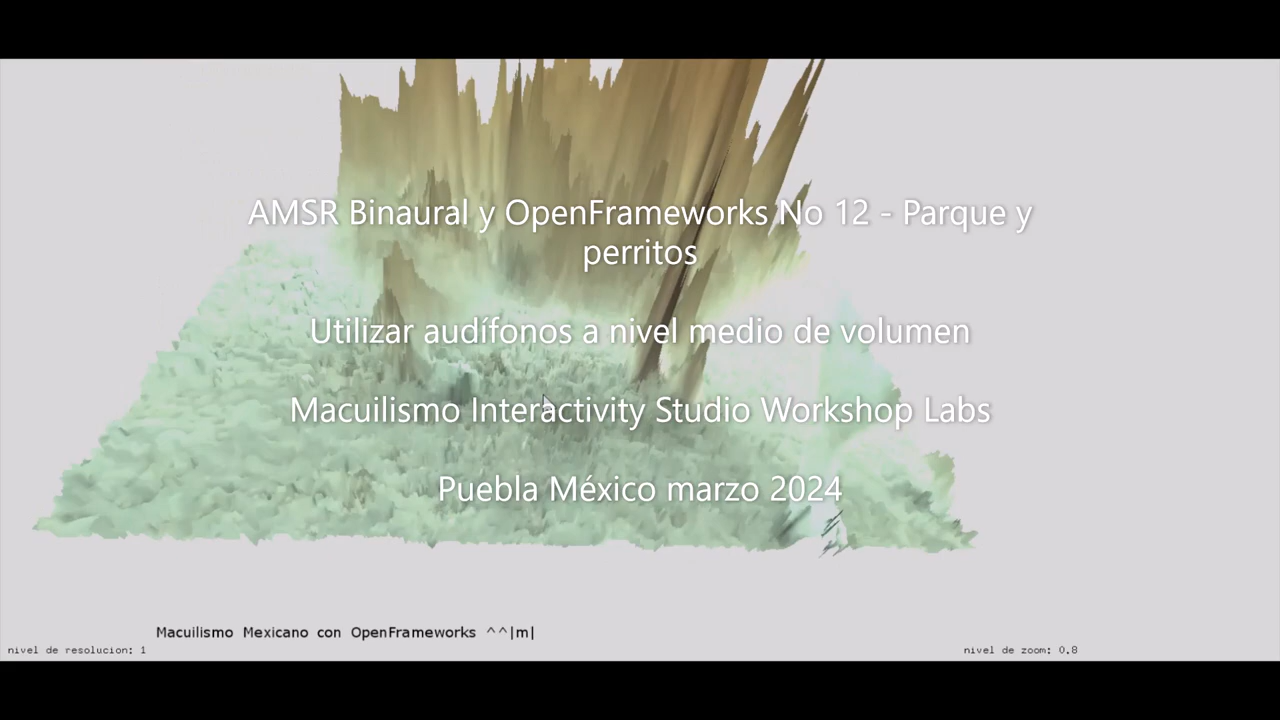 AMSR Binaural y OpenFrameworks No 12 - Parque y
perritos
Utilizar audífonos a nivel medio de volumen
Macuilismo Interactivity Studio Workshop Labs
Puebla México marzo 2024
Macuilismo Mexicano con OpenFrameworks ^^|m|
nivel de resolucion: 1
nivel de zoom: 0.8